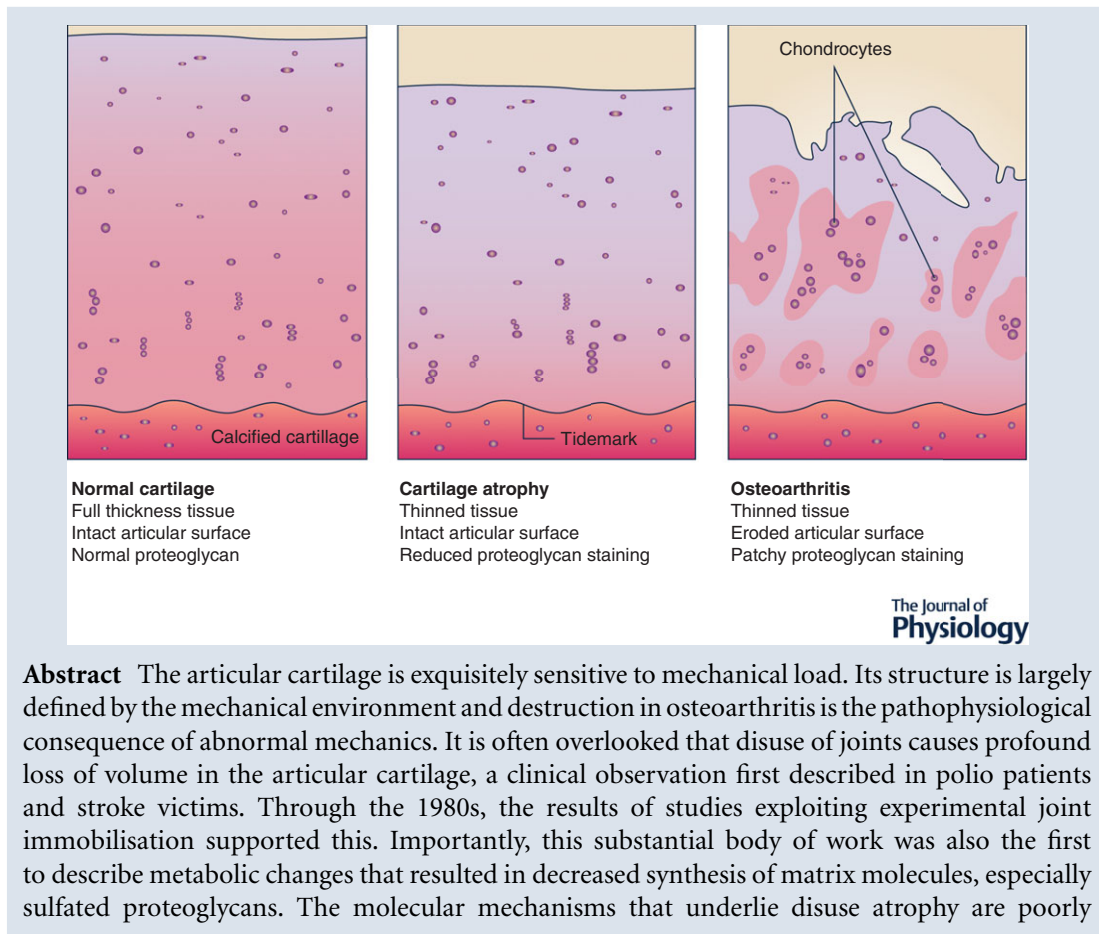 Chondrocytes
Calcified cartillage
Tidemark
Normal cartilage
Full thickness tissue
Intact articular surface
Normal proteoglycan
Cartilage atrophy
Thinned tissue
Intact articular surface
Reduced proteoglycan staining
Osteoarthritis
Thinned tissue
Eroded articular surface
Patchy proteoglycan staining
The Journal of
Physiology
Abstract The articular cartilage is exquisitely sensitive to mechanical load. Its structure is largely
defined by the mechanical environment and destruction in osteoarthritis is the pathophysiological
consequence of abnormal mechanics. It is often overlooked that disuse of joints causes profound
loss of volume in the articular cartilage, a clinical observation first described in polio patients
and stroke victims. Through the 1980s, the results of studies exploiting experimental joint
immobilisation supported this. Importantly, this substantial body of work was also the first
to describe metabolic changes that resulted in decreased synthesis of matrix molecules, especially
sulfated proteoglycans. The molecular mechanisms that underlie disuse atrophy are poorly